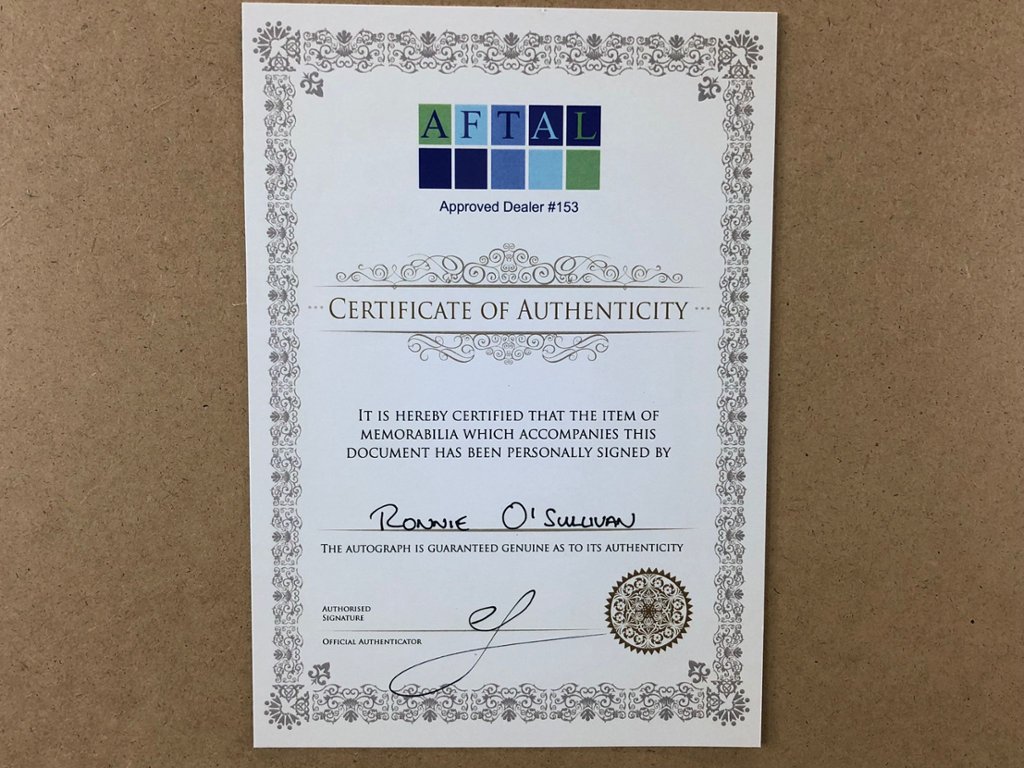 AFTAL
Approved Dealer #153
CERTIFICATE OF AUTHENTICITY
IT IS HEREBY CERTIFIED THAT THE ITEM OF
MEMORABILIA WHICH ACCOMPANIES THIS
DOCUMENT HAS BEEN PERSONALLY SIGNED BY
RONNIE O'SULLIVAN
THE AUTOGRAPH IS GUARANTEED GENUINE AS TO ITS AUTHENTICITY
AUTHORISED
SIGNATURE
OFFICIAL AUTHENTICATOR